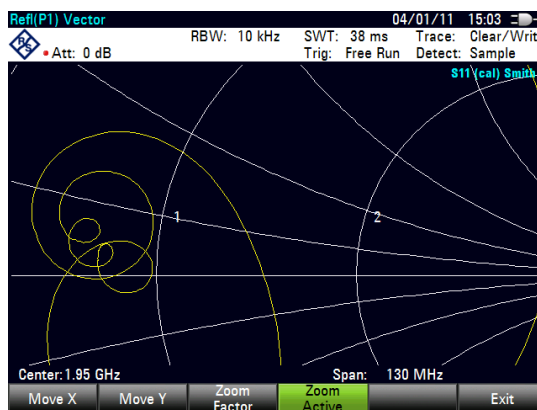 Refl(P1) Vector 04/01/11 15:03
RBW: 10 kHz SWT: 38 ms Trace: Clear/Writ
Att: 0 dB Trig: Free Run Detect: Sample
S11 (cal) Smith
1
2
Center: 1.95 GHz Span: 130 MHz
Move X Move Y Zoom Factor Zoom Active Exit